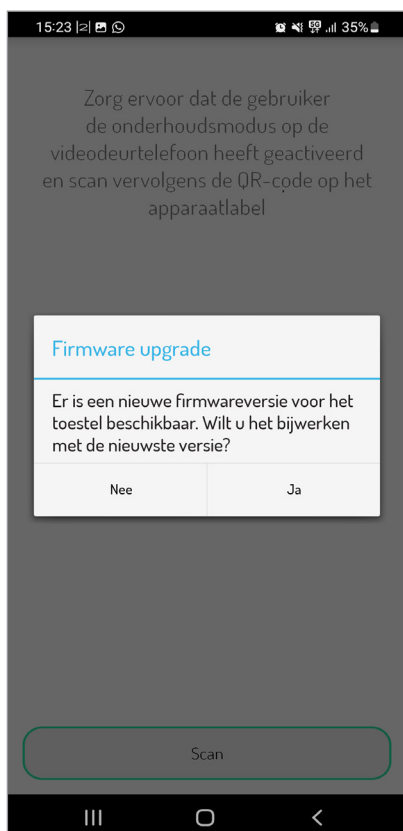 15:23
5G 35%
Zorg ervoor dat de gebruiker
de onderhoudsmodus op de
videodeurtelefoon heeft geactiveerd
en scan vervolgens de QR-code op het
apparaatlabel
Firmware upgrade
Er is een nieuwe firmwareversie voor het
toestel beschikbaar. Wilt u het bijwerken
met de nieuwste versie?
Nee
Ja
Scan